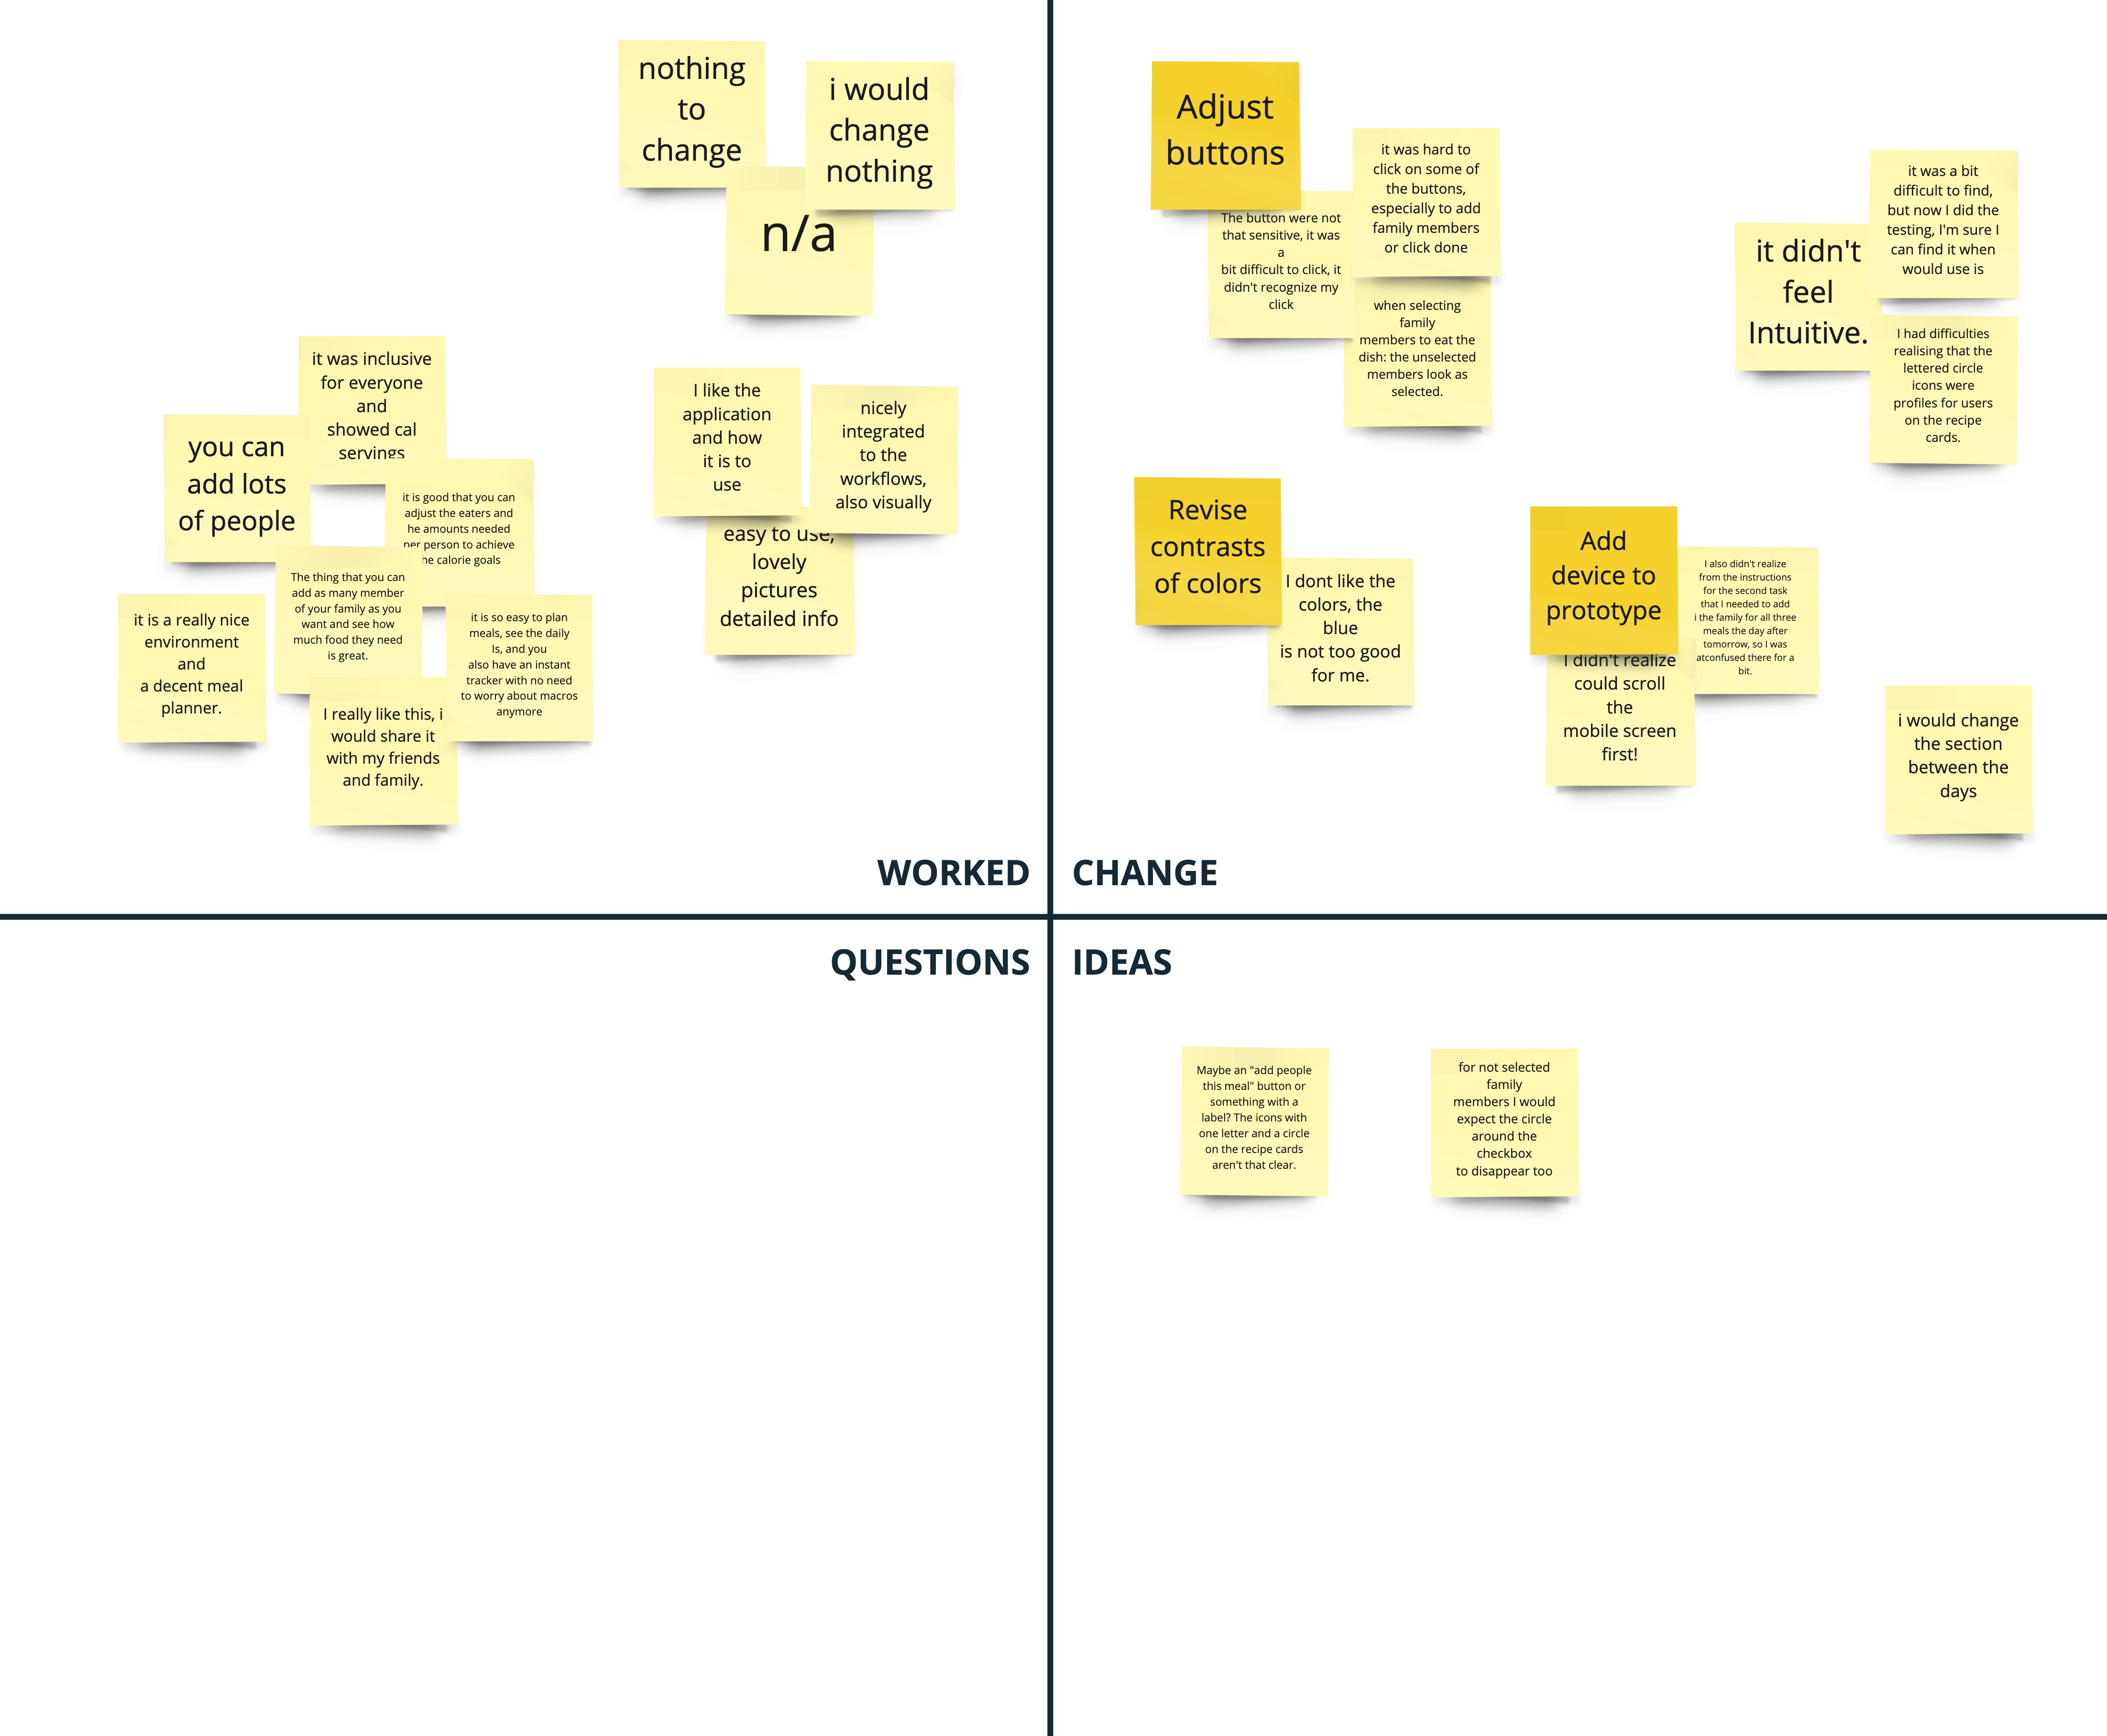 nothing
to
change
i would
change
nothing
n/a
it was inclusive
for everyone
and
showed cal
servings
you can
add lots
of people
it is good that you can
adjust the eaters and
he amounts needed
per person to achieve
he calorie goals
The thing that you can
add as many member
of your family as you
want and see how
much food they need
is great.
it is a really nice
environment
and
a decent meal
planner.
it is so easy to plan
meals, see the daily
ls, and you
also have an instant
tracker with no need
to worry about macros
anymore
I really like this, i
would share it
with my friends
and family.
I like the
application
and how
it is to
use
nicely
integrated
to the
workflows,
also visually
easy to use,
lovely
pictures
detailed info
WORKED
Adjust
buttons
it was hard to
click on some of
the buttons,
especially to add
family members
or click done
The button were not
that sensitive, it was
a
bit difficult to click, it
didn't recognize my
click
when selecting
family
members to eat the
dish: the unselected
members look as
selected.
it was a bit
difficult to find,
but now I did the
testing, I'm sure I
can find it when
would use is
it didn't
feel
Intuitive.
I had difficulties
realising that the
lettered circle
icons were
profiles for users
on the recipe
cards.
Revise
contrasts
of colors
I dont like the
colors, the
blue
is not too good
for me.
Add
device to
prototype
I also didn't realize
from the instructions
for the second task
that I needed to add
i the family for all three
meals the day after
tomorrow, so I was
atconfused there for a
bit.
I didn't realize
could scroll
the
mobile screen
first!
i would change
the section
between the
days
CHANGE
QUESTIONS
IDEAS
Maybe an "add people
this meal" button or
something with a
label? The icons with
one letter and a circle
on the recipe cards
aren't that clear.
for not selected
family
members I would
expect the circle
around the
checkbox
to disappear too